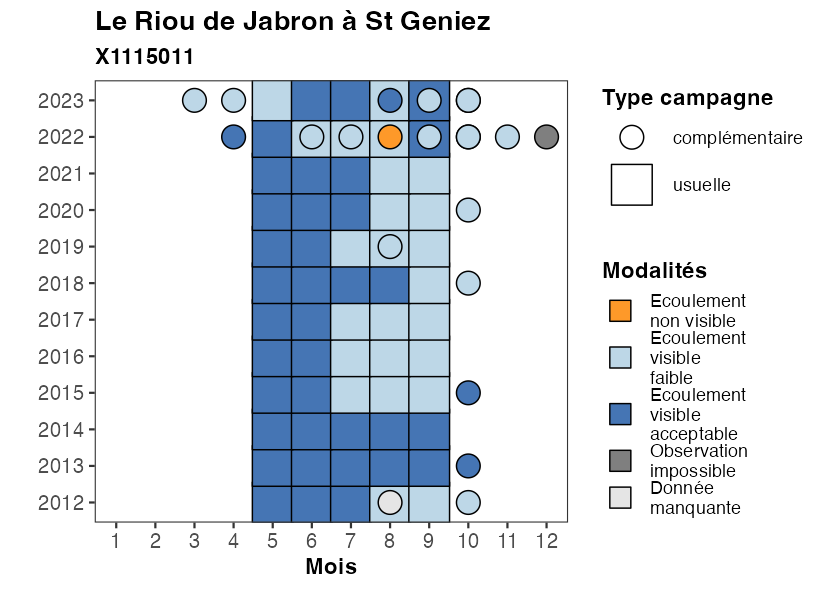 Le Riou de Jabron à St Geniez
X1115011
2023
2022
2021
2020
2019
2018
2017
2016
2015
2014
2013
2012
1 2 3 4 5 6 7 8 9 10 11 12
Mois
Type campagne
complémentaire
usuelle
Modalités
Ecoulement
non visible
Ecoulement
visible
faible
Ecoulement
visible
acceptable
Observation
impossible
Donnée
manquante